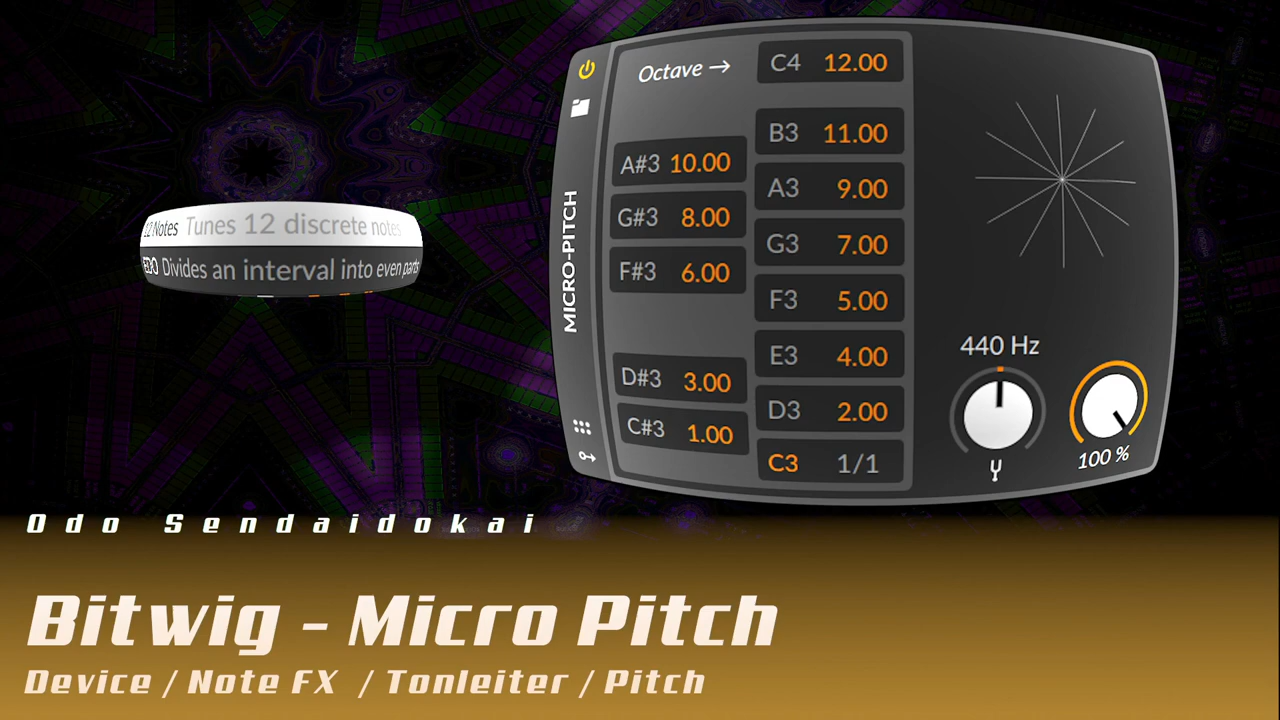 Octave →
C4 12.00
B3 11.00
A#3 10.00
A3 9.00
G#3 8.00
G3 7.00
F#3 6.00
F3 5.00
E3 4.00
D#3 3.00
D3 2.00
C#3 1.00
C3 1/1
MICRO-PITCH
440 Hz
100 %
12 Notes Tunes 12 discrete notes
EDO Divides an interval into even parts
Odo Sendaidokai
Bitwig - Micro Pitch
Device / Note FX / Tonleiter / Pitch